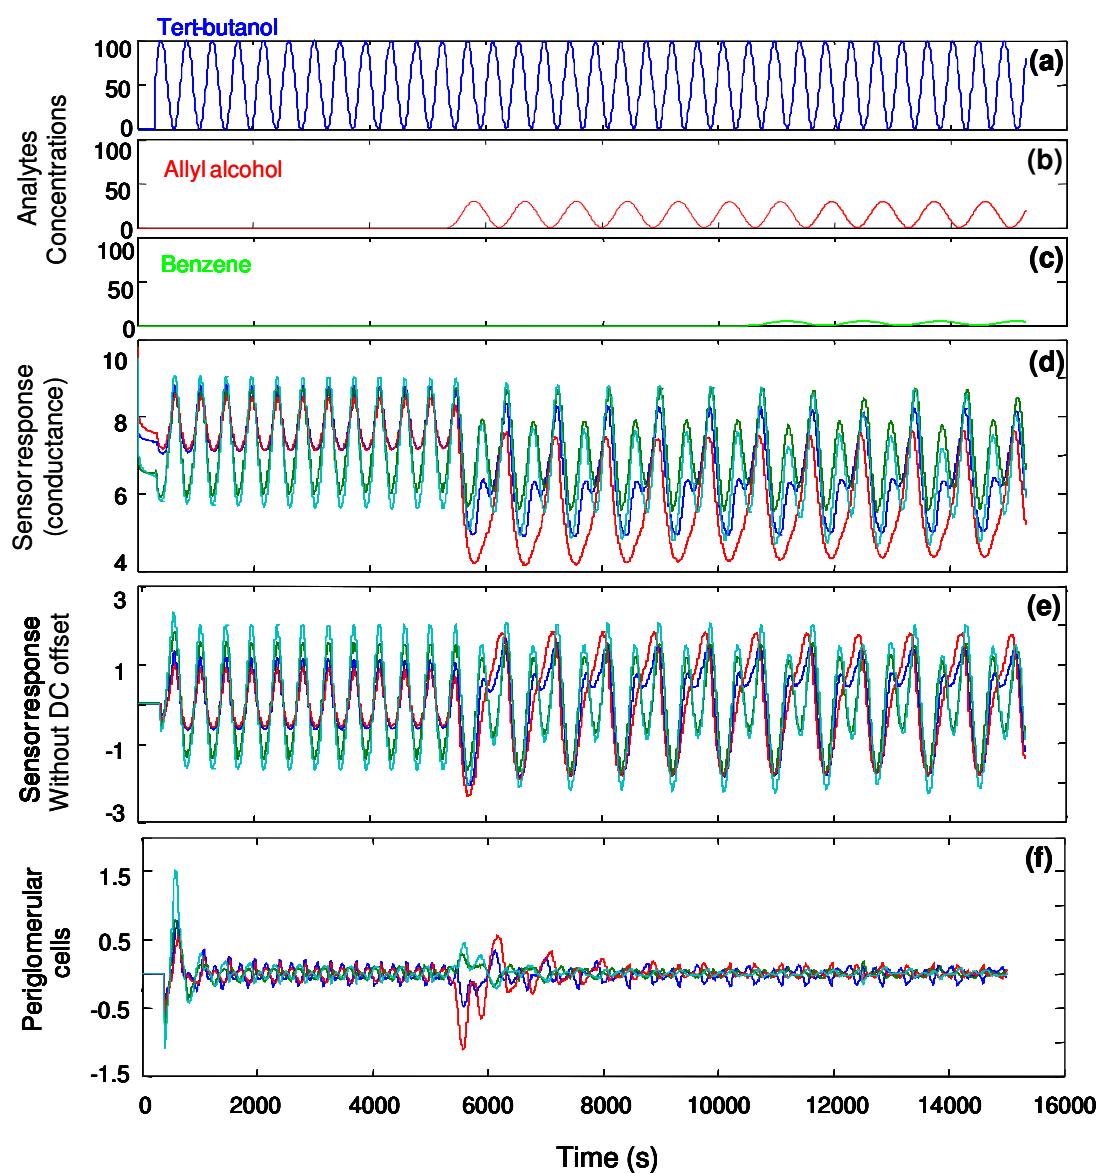 Tert-butanol
100
50
0
(a)
Analytes
Concentrations
100
50
0
Allyl alcohol
(b)
100
50
0
Benzene
(c)
Sensor response
(conductance)
10
8
6
4
(d)
Sensor response
Without DC offset
3
1
-1
-3
(e)
Periglomerular
cells
1.5
0.5
-0.5
-1.5
(f)
0 2000 4000 6000 8000 10000 12000 14000 16000
Time (s)